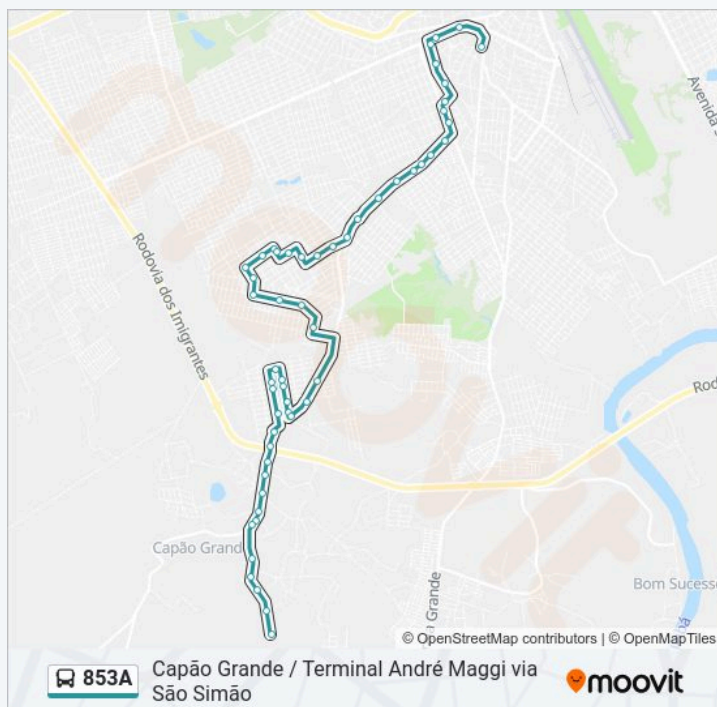 Avenida
Rodovia dos Imigrantes
Rod
Capão Grand
Bom Sucesso
a Grande
© OpenStreetMap contributors | © OpenMapTiles
853A
Capão Grande / Terminal André Maggi via
São Simão
moovit